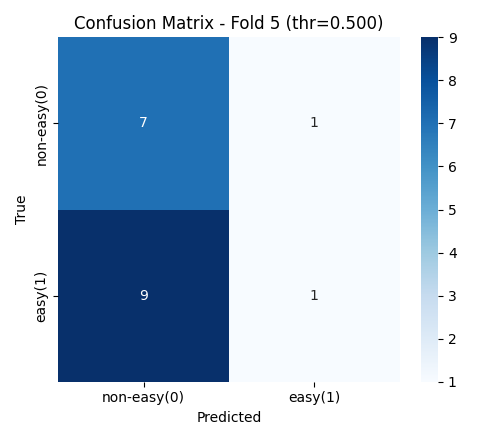 Confusion Matrix - Fold 5 (thr=0.500)
True
non-easy(0)
easy(1)
7
1
9
1
non-easy(0)
easy(1)
Predicted
9
8
7
6
5
4
3
2
1